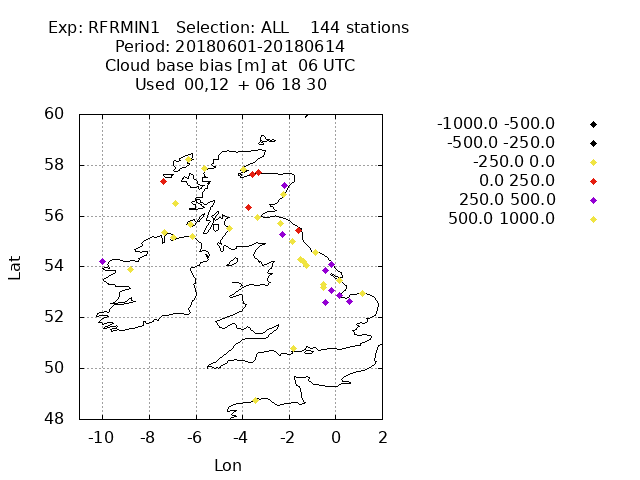 Exp: RFRMIN1   Selection: ALL    144 stations
Period: 20180601-20180614
Cloud base bias [m] at  06 UTC
Used  00,12  + 06 18 30
-1000.0 -500.0
-500.0 -250.0
-250.0 0.0
0.0 250.0
250.0 500.0
500.0 1000.0
60
58
56
54
52
50
48
Lat
-10 -8 -6 -4 -2 0 2
Lon